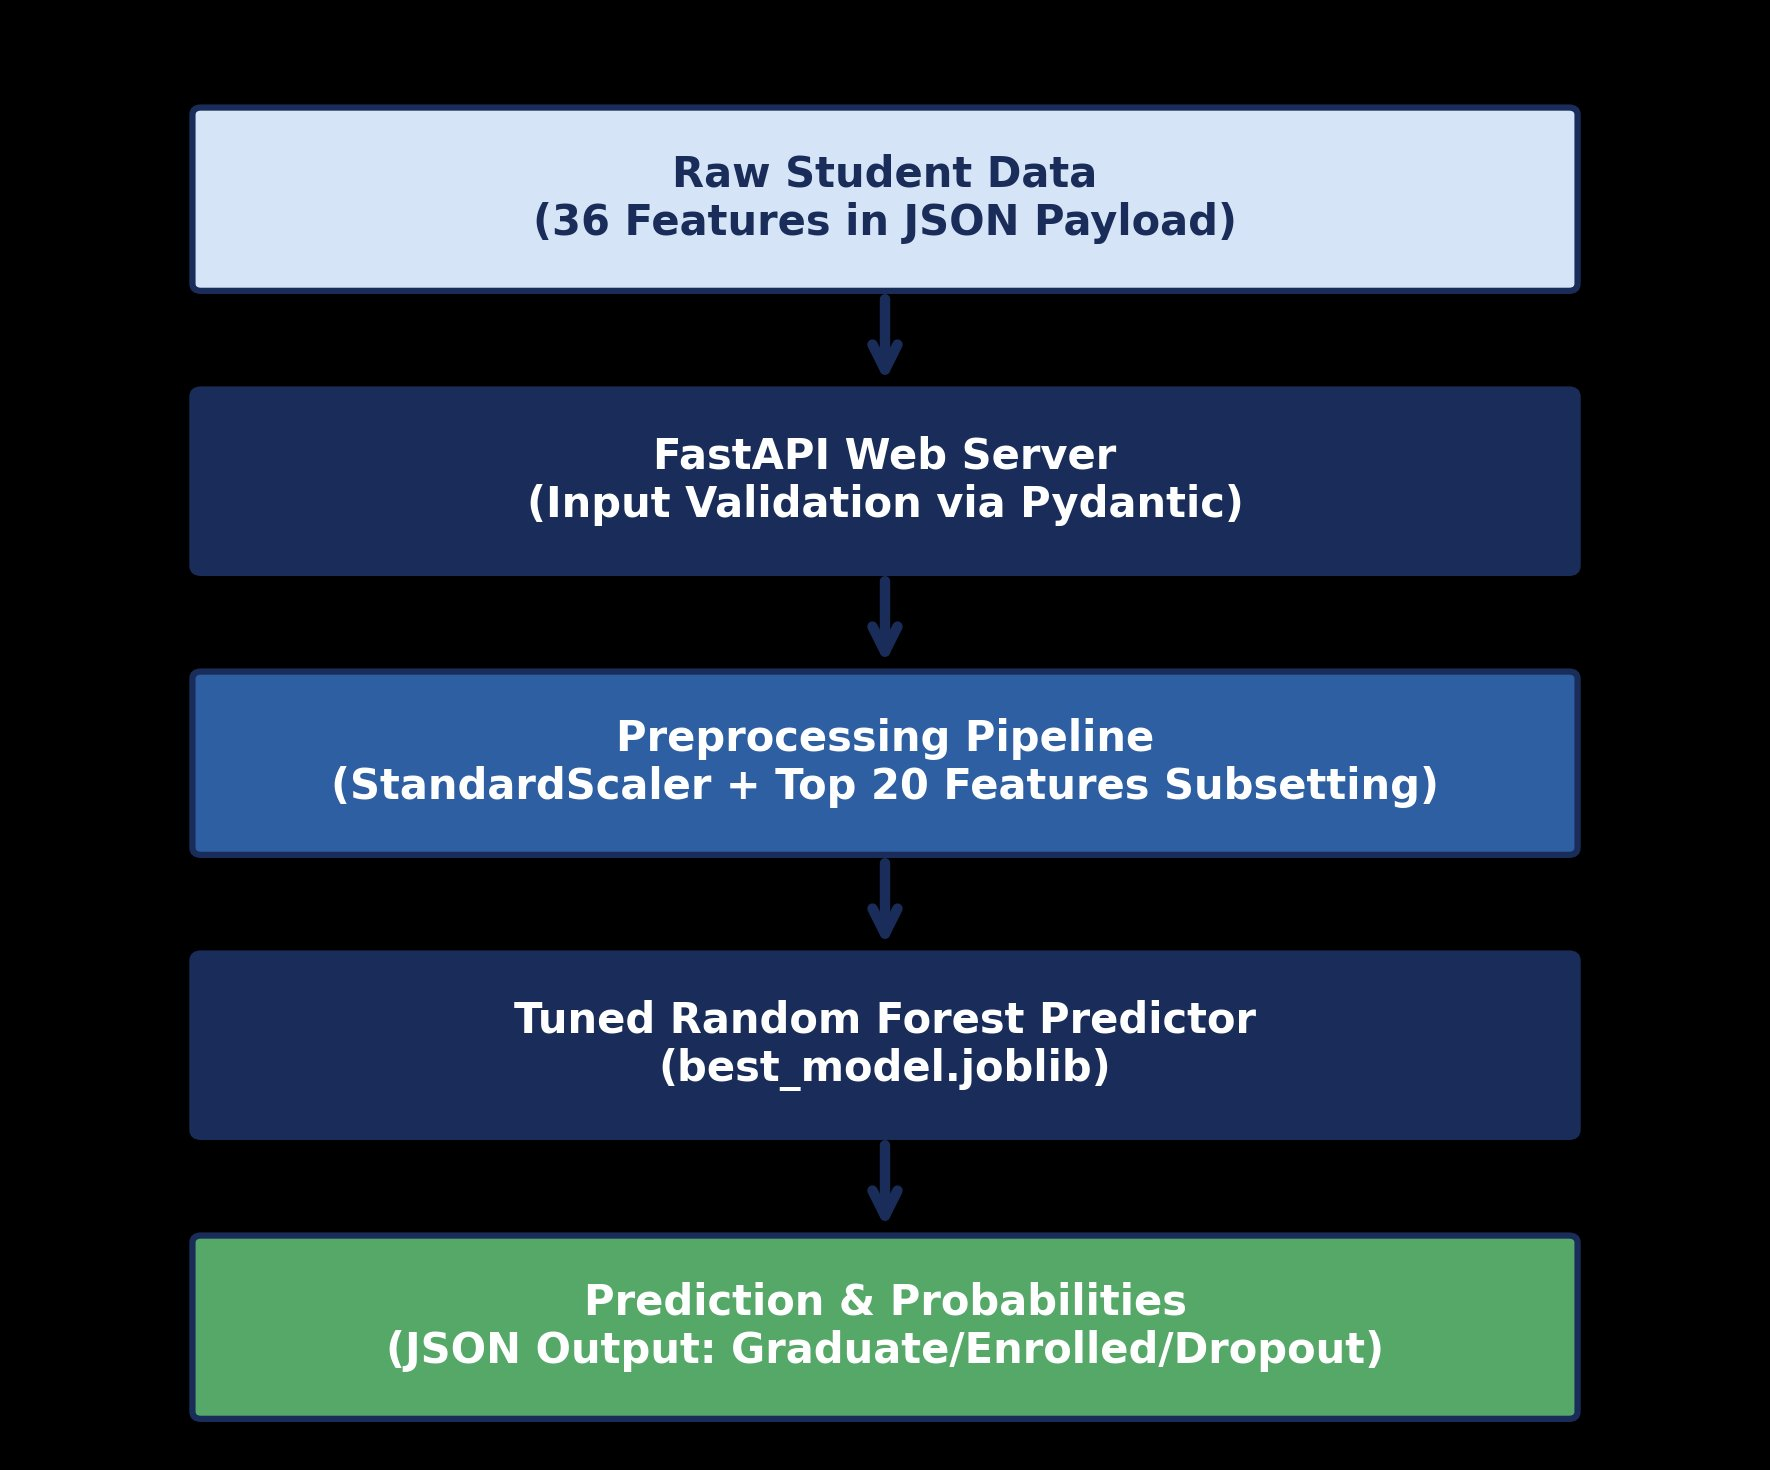 Raw Student Data
(36 Features in JSON Payload)
FastAPI Web Server
(Input Validation via Pydantic)
Preprocessing Pipeline
(StandardScaler + Top 20 Features Subsetting)
Tuned Random Forest Predictor
(best_model.joblib)
Prediction & Probabilities
(JSON Output: Graduate/Enrolled/Dropout)